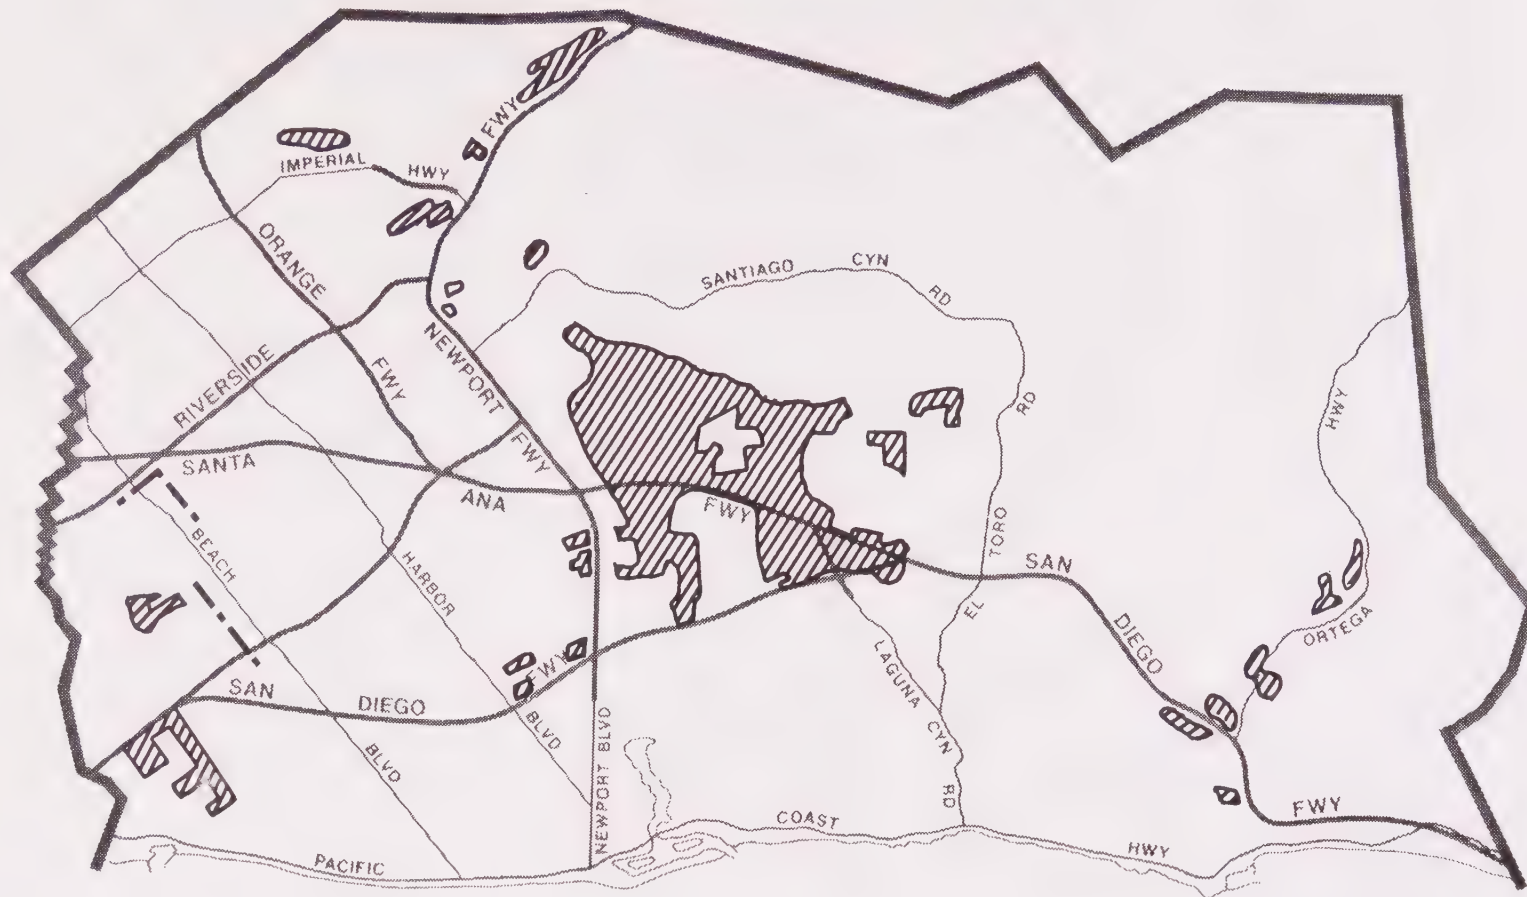 FWY
IMPERIAL HWY
ORANGE FWY
SANTIAGO CYN RD
RD
NEWPORT FWY
RIVERSIDE
HWY
SANTA ANA FWY
BEACH BLVD
HARBOR BLVD
EL TORO
SAN DIEGO FWY
ORTEGA
LAGUNA CYN RD
SAN DIEGO FWY
NEWPORT BLVD
PACIFIC COAST HWY